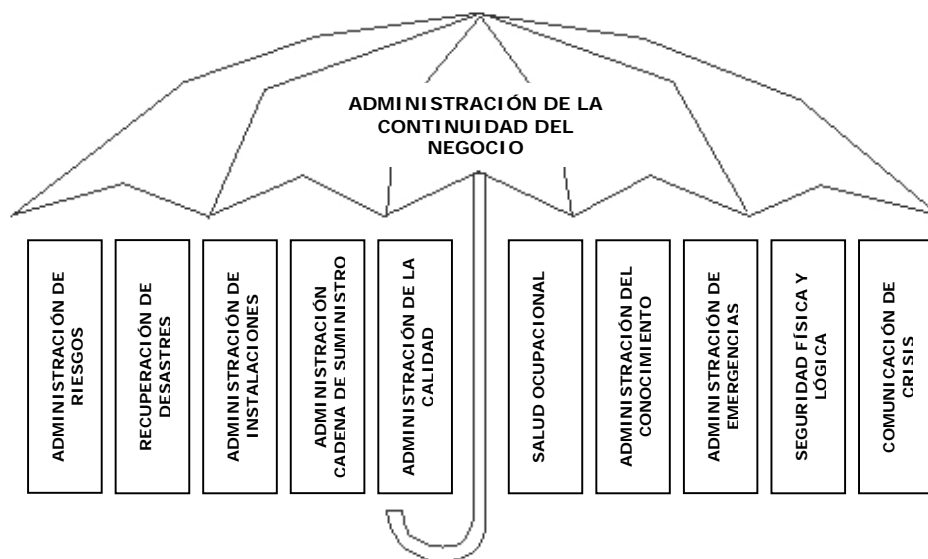 ADMINISTRACIÓN DE LA
CONTINUIDAD DEL
NEGOCIO
ADMINISTRACIÓN DE
RIESGOS
RECUPERACIÓN DE
DESASTRES
ADMINISTRACIÓN DE
INSTALACIONES
ADMINISTRACIÓN
CADENA DE SUMINISTRO
ADMINISTRACIÓN DE LA
CALIDAD
SALUD OCUPACIONAL
ADMINISTRACIÓN DEL
CONOCIMIENTO
ADMINISTRACIÓN DE
EMERGENCIAS
SEGURIDAD FÍSICA Y
LÓGICA
COMUNICACIÓN DE
CRISIS